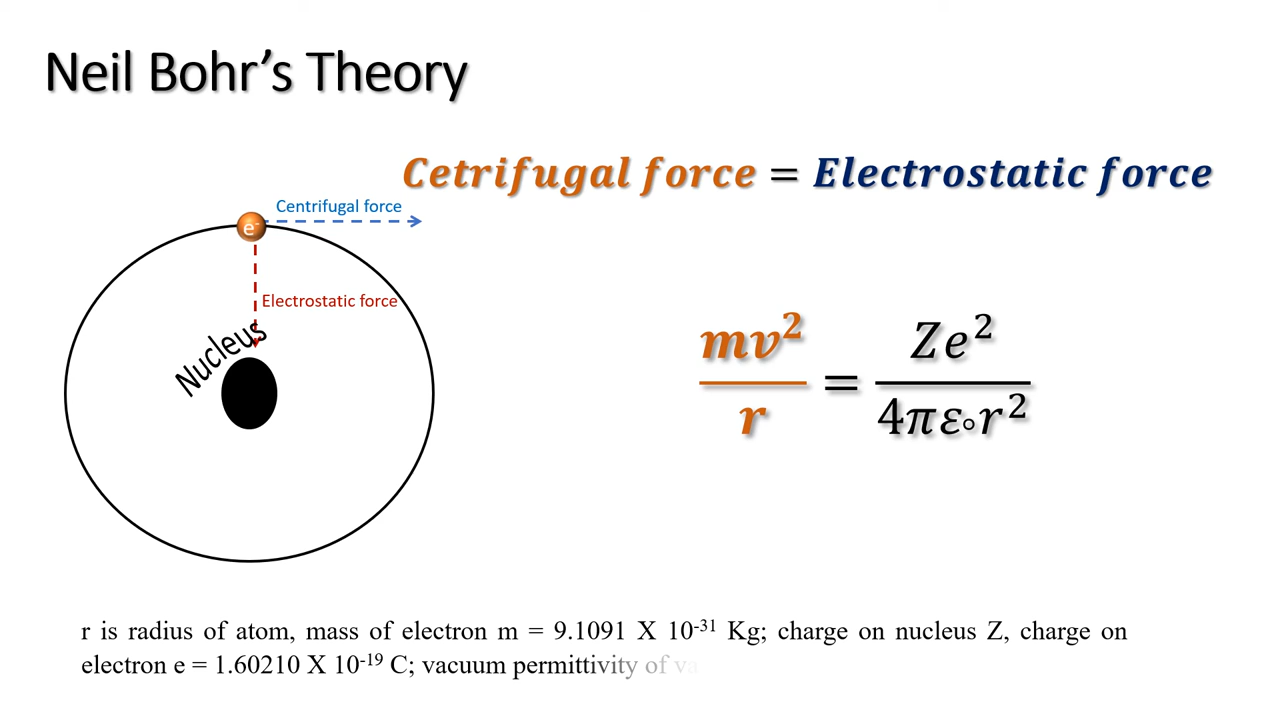 Neil Bohr’s Theory
Cetrifugal force = Electrostatic force
Centrifugal force
e-
Electrostatic force
Nucleus
mv²/r = Ze²/4πε∘r²
r is radius of atom, mass of electron m = 9.1091 X 10⁻³¹ Kg; charge on nucleus Z, charge on
electron e = 1.60210 X 10⁻¹⁹ C; vacuum permittivity of va